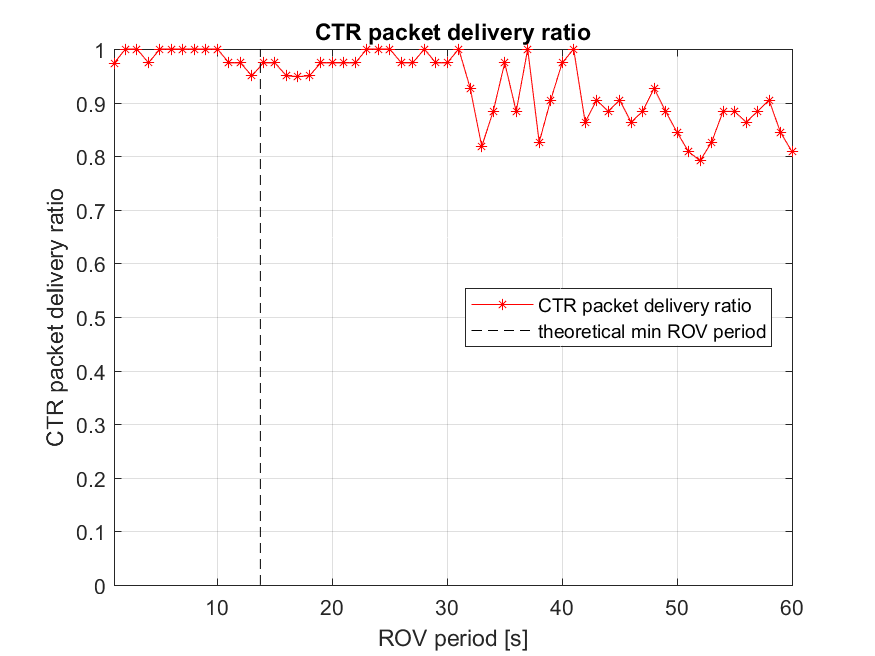 CTR packet delivery ratio
1
0.9
0.8
0.7
0.6
0.5
0.4
0.3
0.2
0.1
0
CTR packet delivery ratio
CTR packet delivery ratio
theoretical min ROV period
10 20 30 40 50 60
ROV period [s]